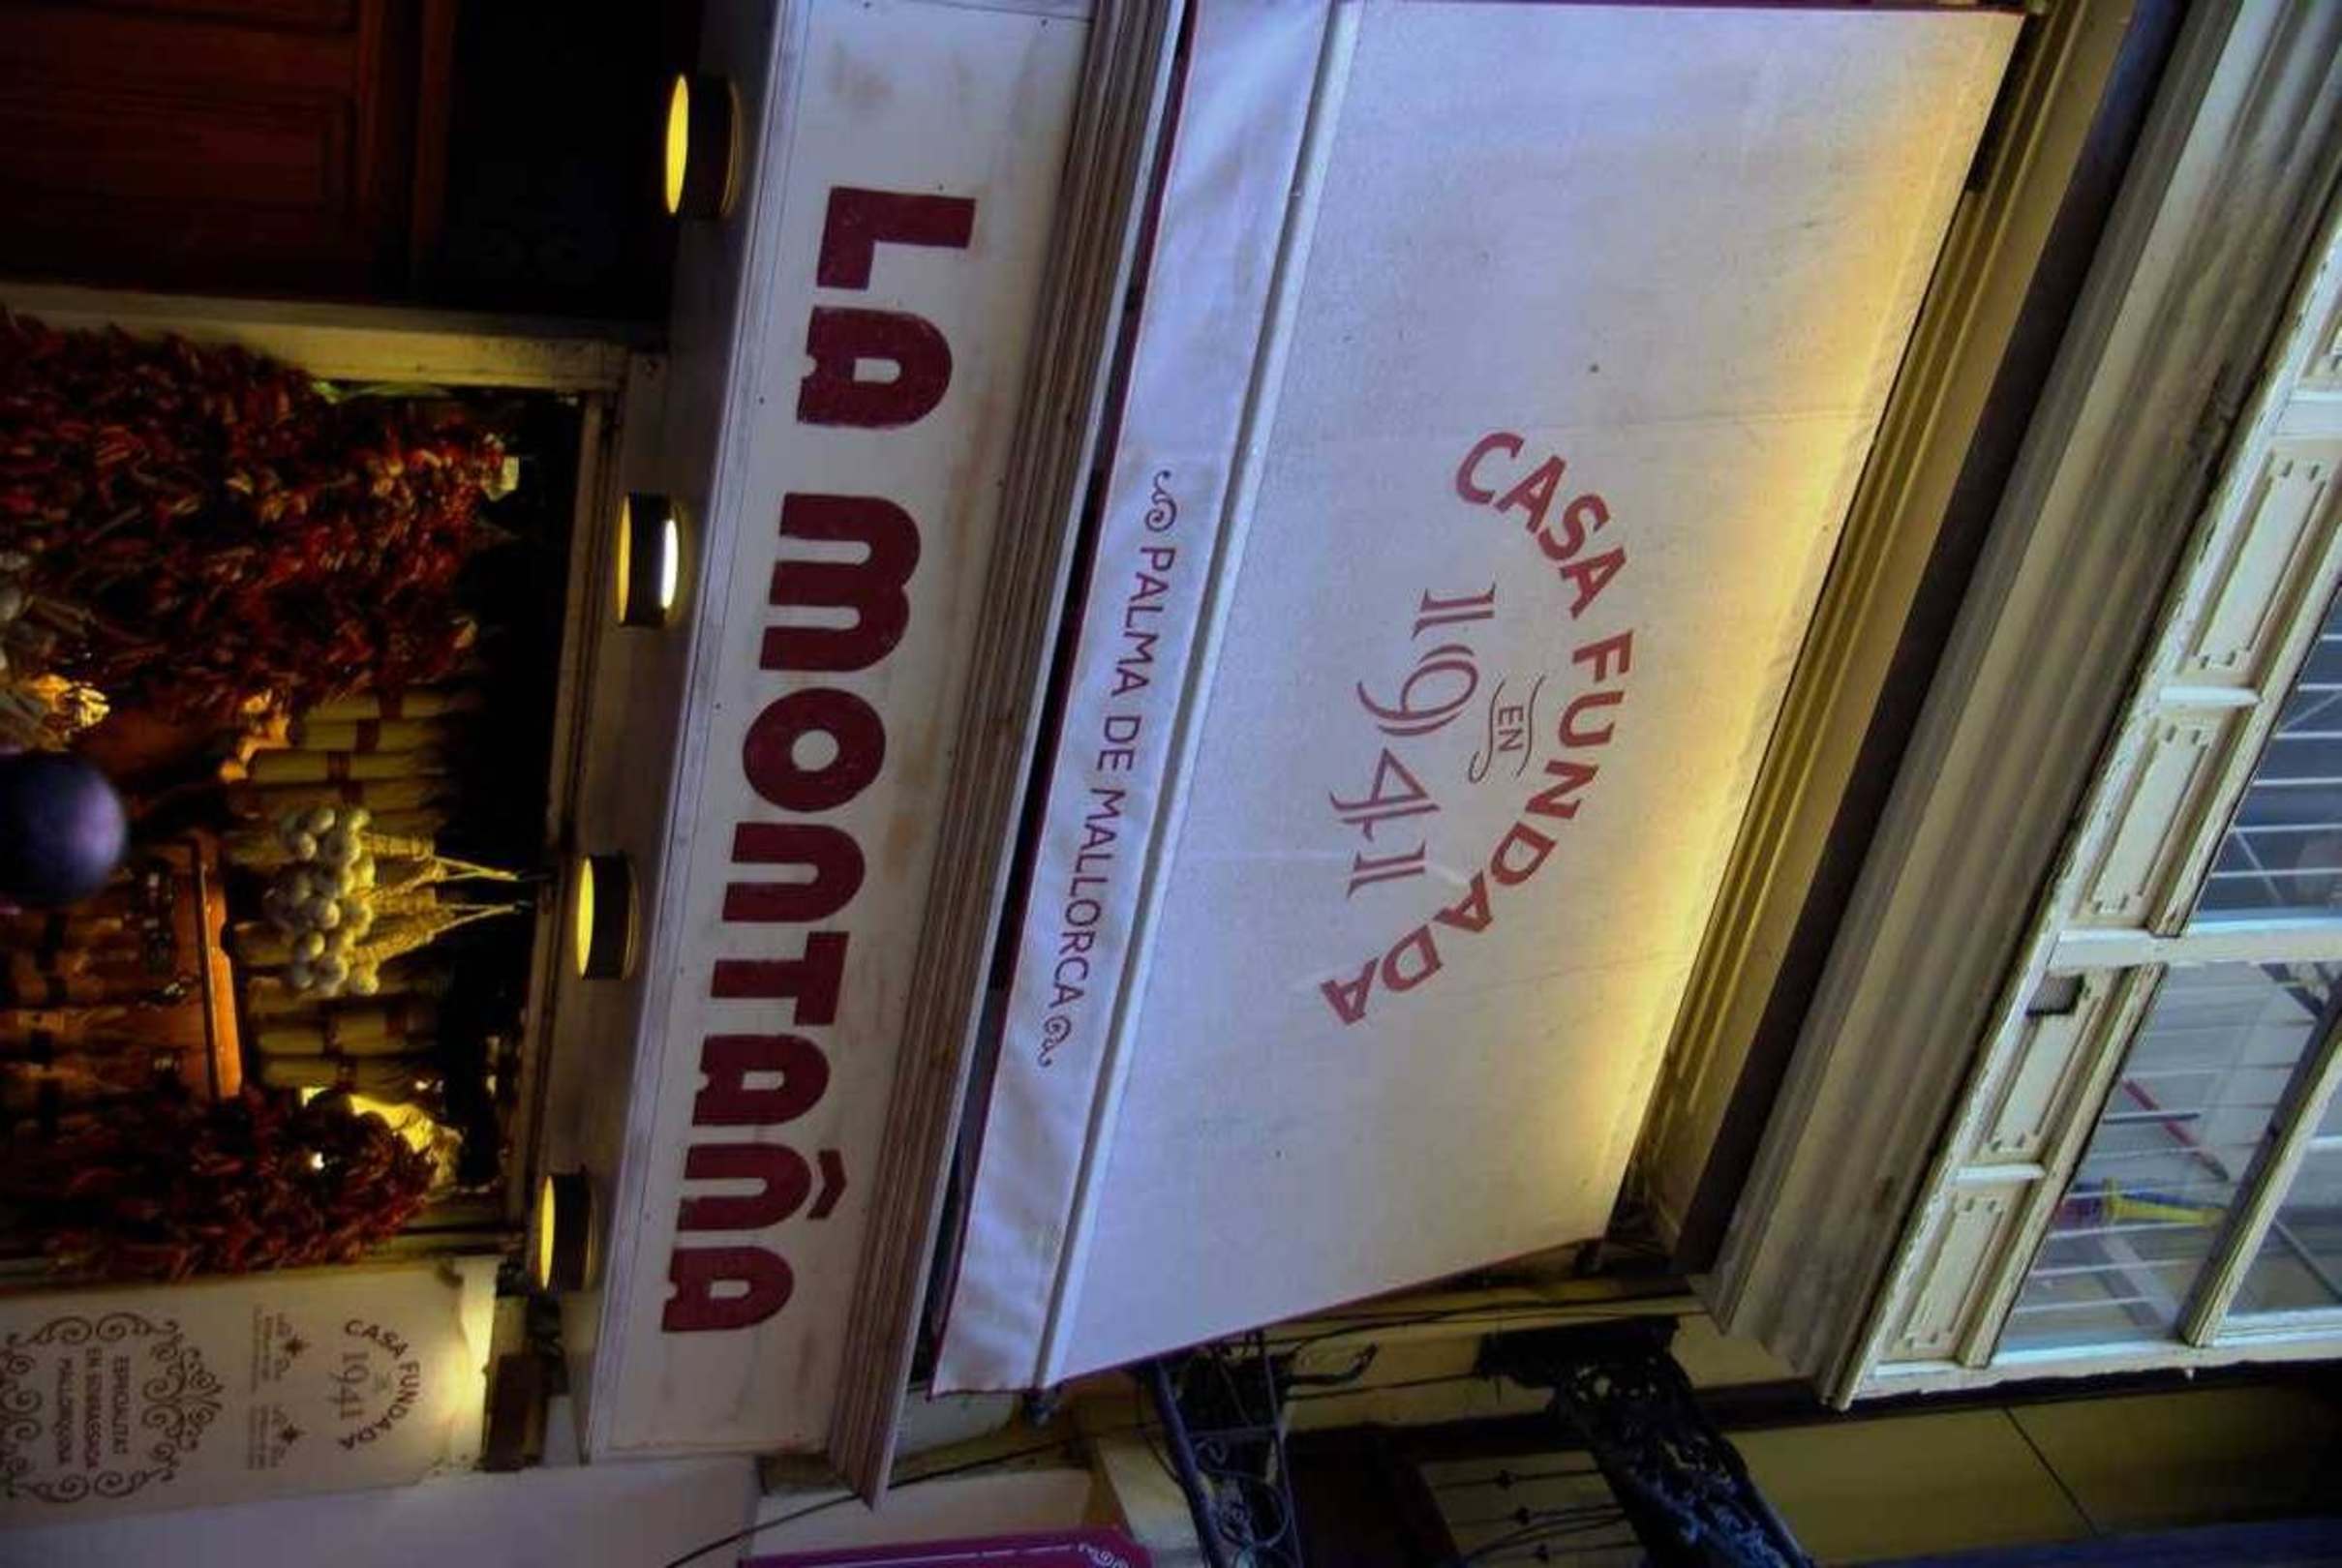 CASA FUNDADA
EN
1941
PALMA DE MALLORCA
La montaña
CASA FUNDADA
1941
ESPECIALITAT
EN SOBRASSADA
MALLORQUINA